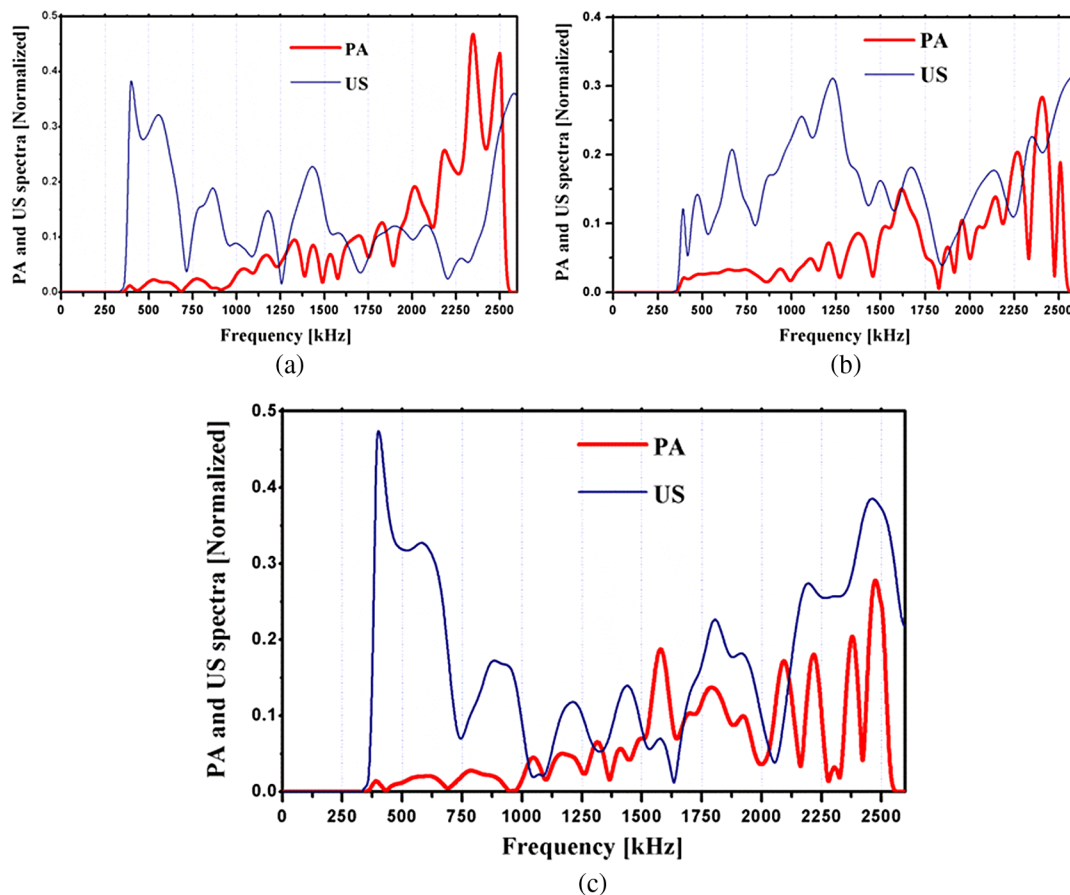 PA and US spectra [Normalized]
0.5
0.4
0.3
0.2
0.1
0.0
PA
US
0 250 500 750 1000 1250 1500 1750 2000 2250 2500
Frequency [kHz]
(a)
PA and US spectra [Normalized]
0.4
0.3
0.2
0.1
0.0
PA
US
0 250 500 750 1000 1250 1500 1750 2000 2250 2500
Frequency [kHz]
(b)
PA and US spectra [Normalized]
0.5
0.4
0.3
0.2
0.1
0.0
PA
US
0 250 500 750 1000 1250 1500 1750 2000 2250 2500
Frequency [kHz]
(c)